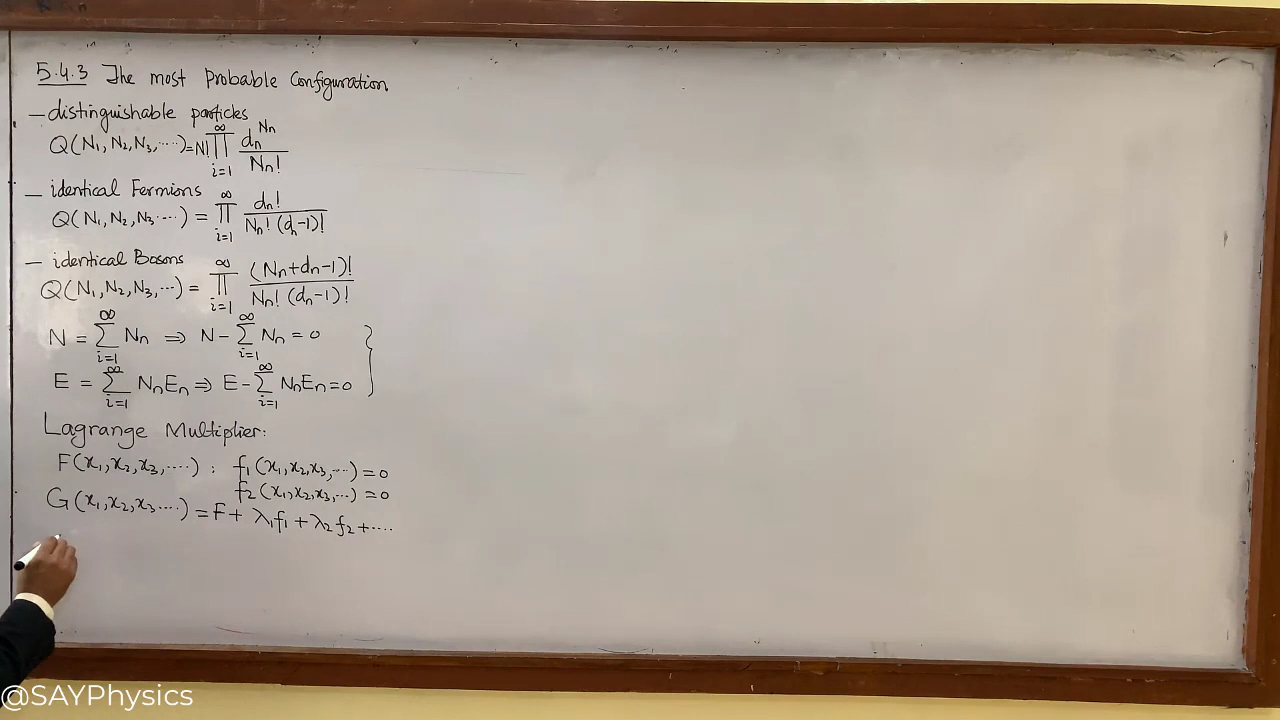 5.4.3 The most Probable Configuration
— distinguishable particles
Q(N₁, N₂, N₃, ....) = N! ∏_{i=1}^{∞} dₙ^{Nₙ} / Nₙ!
— identical Fermions
Q(N₁, N₂, N₃ ....) = ∏_{i=1}^{∞} dₙ! / Nₙ! (dₙ-1)!
— identical Bosons
Q(N₁, N₂, N₃, ...) = ∏_{i=1}^{∞} (Nₙ+dₙ-1)! / Nₙ! (dₙ-1)!
N = ∑_{i=1}^{∞} Nₙ ⇒ N - ∑_{i=1}^{∞} Nₙ = 0 }
E = ∑_{i=1}^{∞} NₙEₙ ⇒ E - ∑_{i=1}^{∞} NₙEₙ = 0
Lagrange Multiplier:
F(x₁, x₂, x₃, ....) : f₁(x₁, x₂, x₃, ...) = 0
f₂(x₁, x₂, x₃, ...) = 0
G(x₁, x₂, x₃ ....) = F + λ₁f₁ + λ₂f₂ + ....
@SAYPhysics